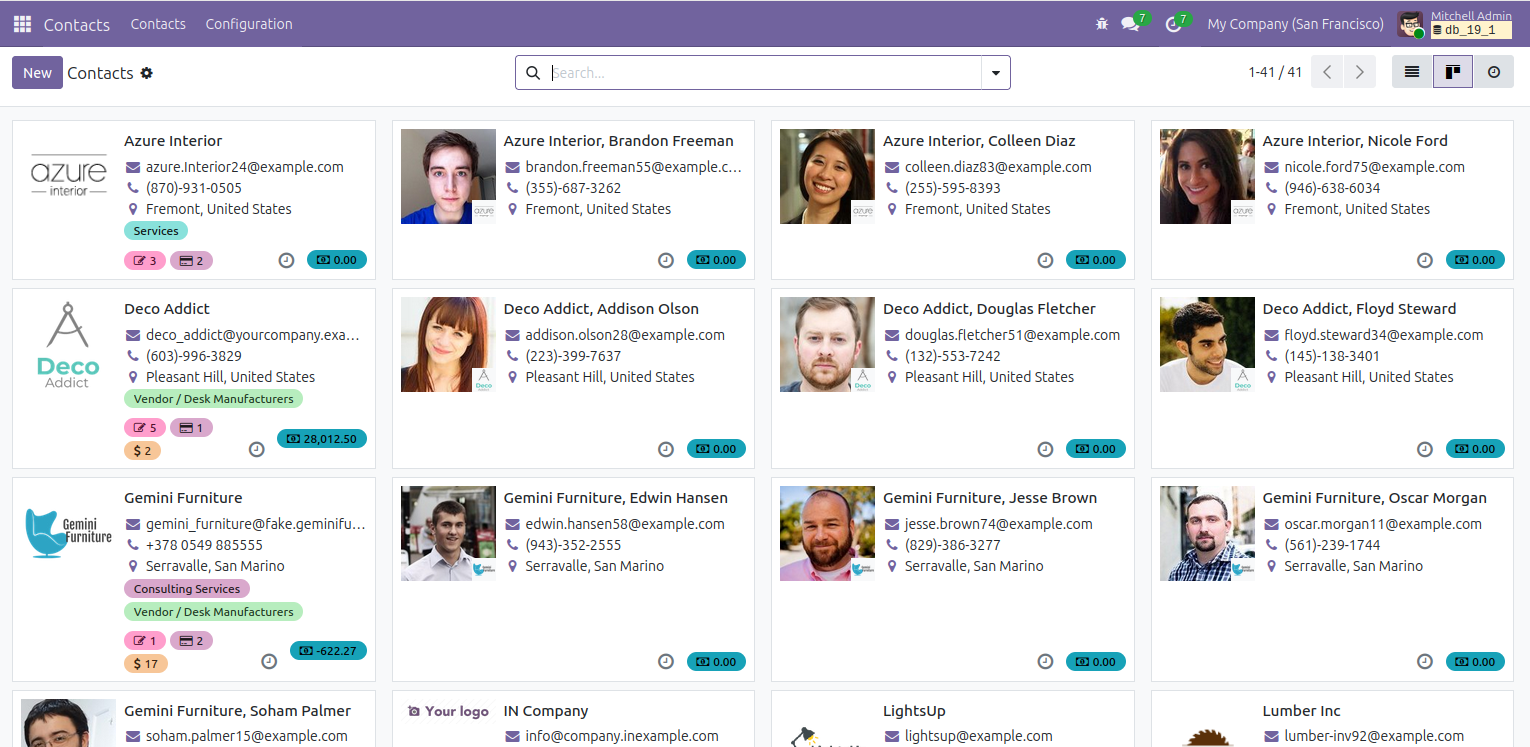 Contacts Contacts Configuration 7 7 My Company (San Francisco) Mitchell Admin
db_19_1
New Contacts Search... 1-41 / 41
azure
interior
Azure Interior
azure.Interior24@example.com
(870)-931-0505
Fremont, United States
Services
3 2 0.00
azure
Azure Interior, Brandon Freeman
brandon.freeman55@example.c...
(355)-687-3262
Fremont, United States
0.00
azure
Azure Interior, Colleen Diaz
colleen.diaz83@example.com
(255)-595-8393
Fremont, United States
0.00
azure
Azure Interior, Nicole Ford
nicole.ford75@example.com
(946)-638-6034
Fremont, United States
0.00
Deco
Addict
Deco Addict
deco_addict@yourcompany.exa...
(603)-996-3829
Pleasant Hill, United States
Vendor / Desk Manufacturers
5 1
$ 2 28,012.50
Deco
Deco Addict, Addison Olson
addison.olson28@example.com
(223)-399-7637
Pleasant Hill, United States
0.00
Deco
Deco Addict, Douglas Fletcher
douglas.fletcher51@example.com
(132)-553-7242
Pleasant Hill, United States
0.00
Deco
Deco Addict, Floyd Steward
floyd.steward34@example.com
(145)-138-3401
Pleasant Hill, United States
0.00
Gemini
Furniture
Gemini Furniture
gemini_furniture@fake.geminifu...
+378 0549 885555
Serravalle, San Marino
Consulting Services
Vendor / Desk Manufacturers
1 2
$ 17 -622.27
Gemini Furniture, Edwin Hansen
edwin.hansen58@example.com
(943)-352-2555
Serravalle, San Marino
0.00
Gemini Furniture, Jesse Brown
jesse.brown74@example.com
(829)-386-3277
Serravalle, San Marino
0.00
Gemini Furniture, Oscar Morgan
oscar.morgan11@example.com
(561)-239-1744
Serravalle, San Marino
0.00
Gemini Furniture, Soham Palmer
soham.palmer15@example.com
Your logo
IN Company
info@company.inexample.com
LightsUp
lightsup@example.com
Lumber Inc
lumber-inv92@example.com